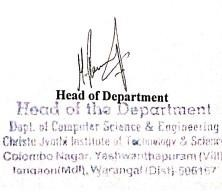 Head of Department
Head of the Department
Dept. of Computer Science & Engineering
Christu Jyothi Institute of Technology & Science
Colombo Nagar, Yeshwanthapuram (Vill)
Jangaon(Mdl), Warangal (Dist)-506167